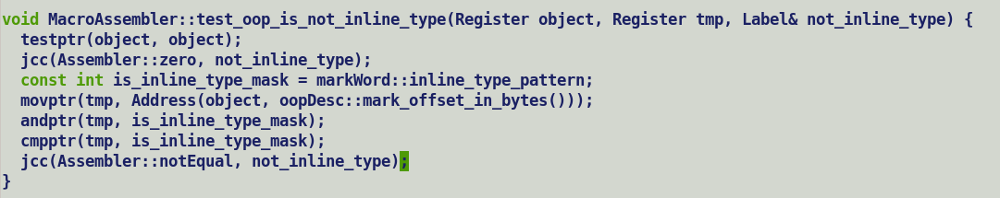 void MacroAssembler::test_oop_is_not_inline_type(Register object, Register tmp, Label& not_inline_type) {
  testptr(object, object);
  jcc(Assembler::zero, not_inline_type);
  const int is_inline_type_mask = markWord::inline_type_pattern;
  movptr(tmp, Address(object, oopDesc::mark_offset_in_bytes()));
  andptr(tmp, is_inline_type_mask);
  cmpptr(tmp, is_inline_type_mask);
  jcc(Assembler::notEqual, not_inline_type);
}